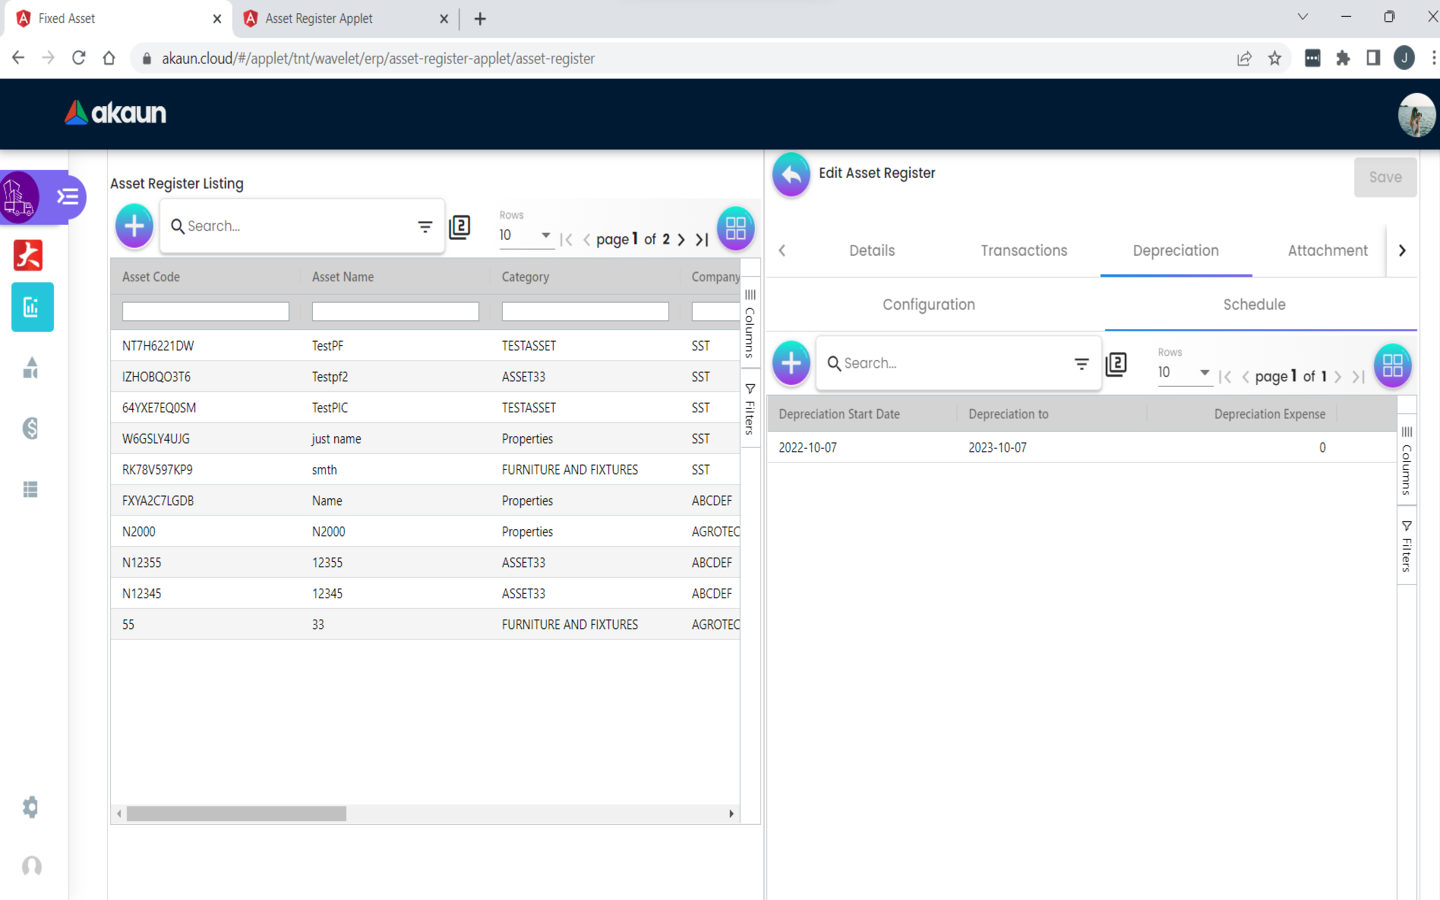 Fixed Asset
Asset Register Applet
akaun.cloud/#/applet/tnt/wavelet/erp/asset-register-applet/asset-register
J
akaun
Asset Register Listing
Search...
2
Rows
10
page 1 of 2
Asset Code Asset Name Category Company
NT7H6221DW TestPF TESTASSET SST
IZHOBQO3T6 Testpf2 ASSET33 SST
64YXE7EQ0SM TestPIC TESTASSET SST
W6GSLY4UJG just name Properties SST
RK78V597KP9 smth FURNITURE AND FIXTURES SST
FXYA2C7LGDB Name Properties ABCDEF
N2000 N2000 Properties AGROTEC
N12355 12355 ASSET33 ABCDEF
N12345 12345 ASSET33 ABCDEF
55 33 FURNITURE AND FIXTURES AGROTEC
Columns
Filters
Edit Asset Register
Save
Details Transactions Depreciation Attachment
Configuration Schedule
Search...
2
Rows
10
page 1 of 1
Depreciation Start Date Depreciation to Depreciation Expense
2022-10-07 2023-10-07 0
Columns
Filters